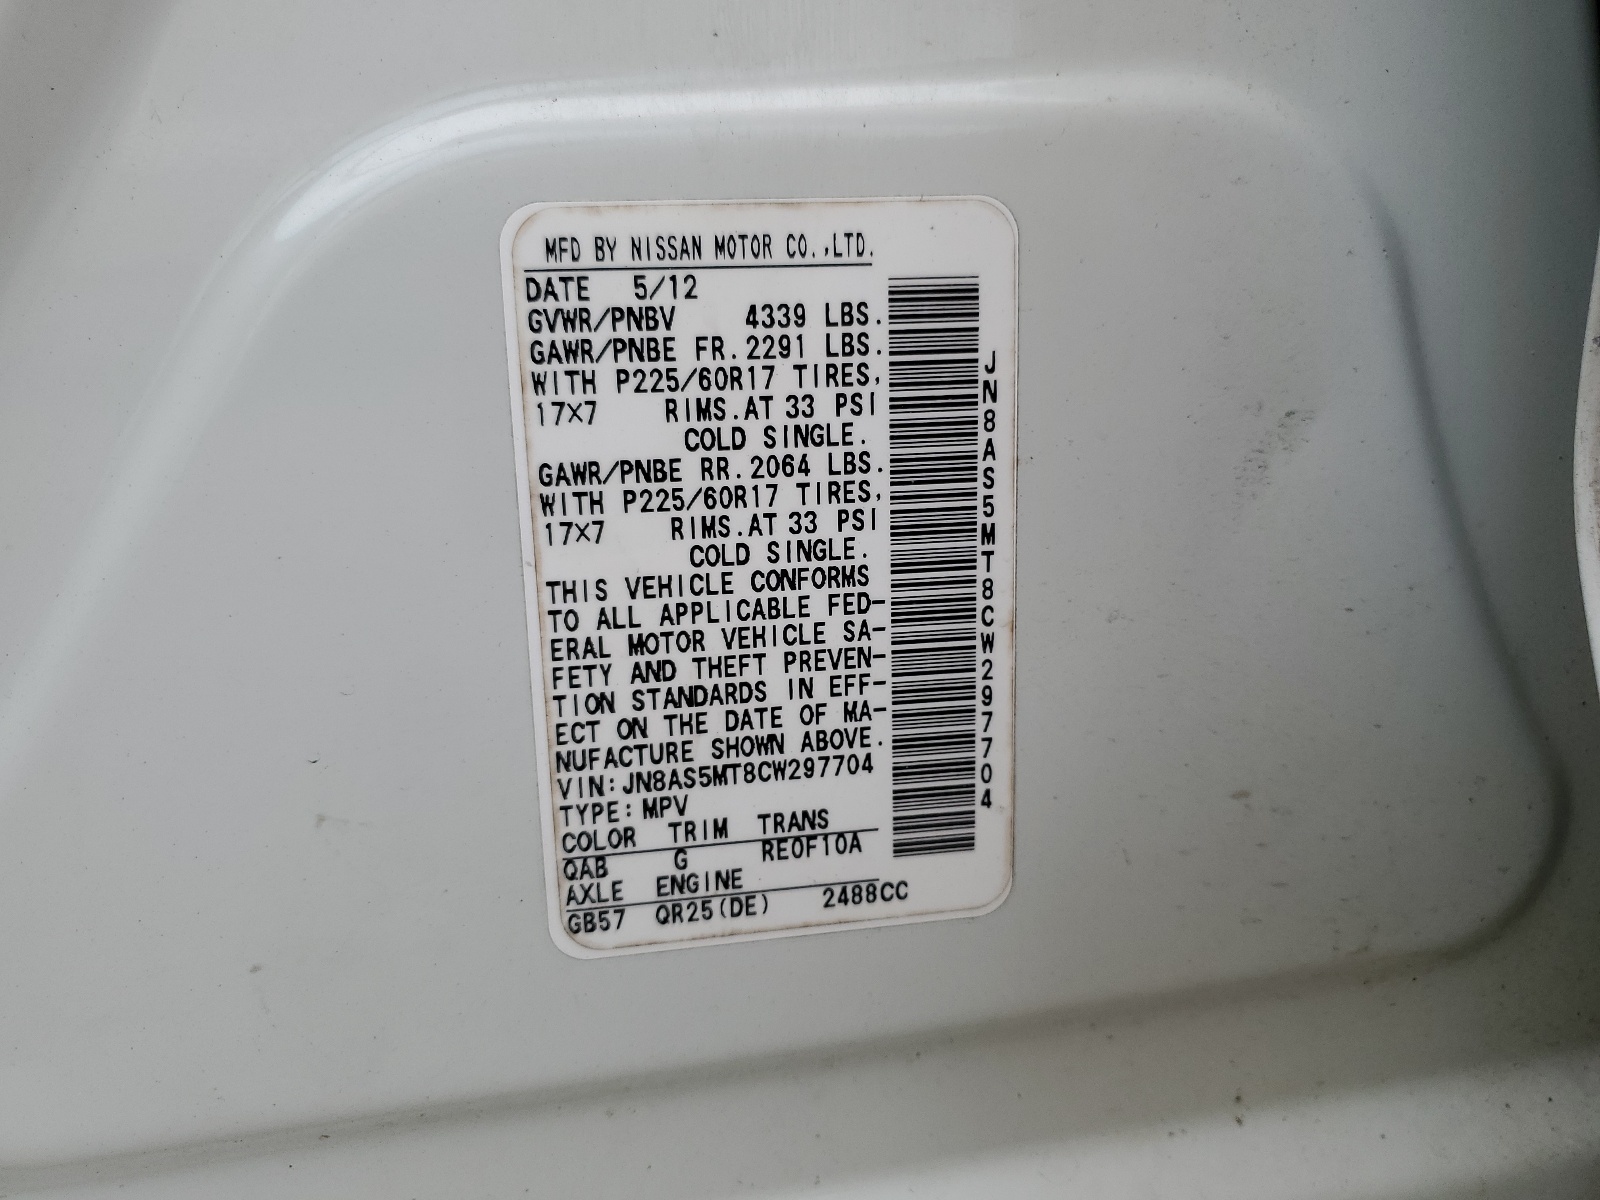 MFD BY NISSAN MOTOR CO.,LTD.
DATE 5/12
GVWR/PNBV 4339 LBS.
GAWR/PNBE FR.2291 LBS.
WITH P225/60R17 TIRES,
17X7 RIMS.AT 33 PSI
COLD SINGLE.
GAWR/PNBE RR.2064 LBS.
WITH P225/60R17 TIRES,
17X7 RIMS.AT 33 PSI
COLD SINGLE.
THIS VEHICLE CONFORMS
TO ALL APPLICABLE FED-
ERAL MOTOR VEHICLE SA-
FETY AND THEFT PREVEN-
TION STANDARDS IN EFF-
ECT ON THE DATE OF MA-
NUFACTURE SHOWN ABOVE.
VIN:JN8AS5MT8CW297704
TYPE:MPV
COLOR TRIM TRANS
QAB G RE0F10A
AXLE ENGINE
GB57 QR25(DE) 2488CC
JN8AS5MT8CW297704